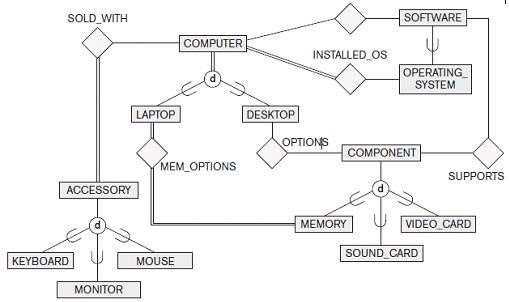 SOLD_WITH
SOFTWARE
COMPUTER
INSTALLED_OS
OPERATING_
SYSTEM
d
LAPTOP
DESKTOP
OPTIONS
COMPONENT
MEM_OPTIONS
SUPPORTS
ACCESSORY
d
MEMORY
VIDEO_CARD
d
SOUND_CARD
KEYBOARD
MOUSE
MONITOR